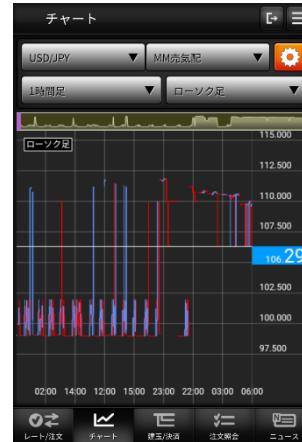 チャート
USD/JPY ▼ MM売気配 ▼
1時間足 ▼ ローソク足 ▼
ローソク足
115.000
112.500
110.000
107.500
106.29
102.500
100.000
97.500
02:00 14:00 12:00 15:00 23:00 22:00 03:00 06:00
レート/注文 チャート 建玉/決済 注文照会 ニュース